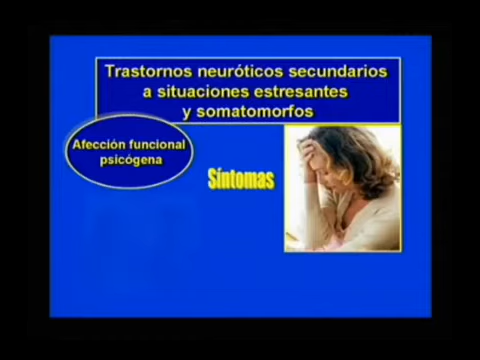 Trastornos neuróticos secundarios
a situaciones estresantes
y somatomorfos
Afección funcional
psicógena
Síntomas